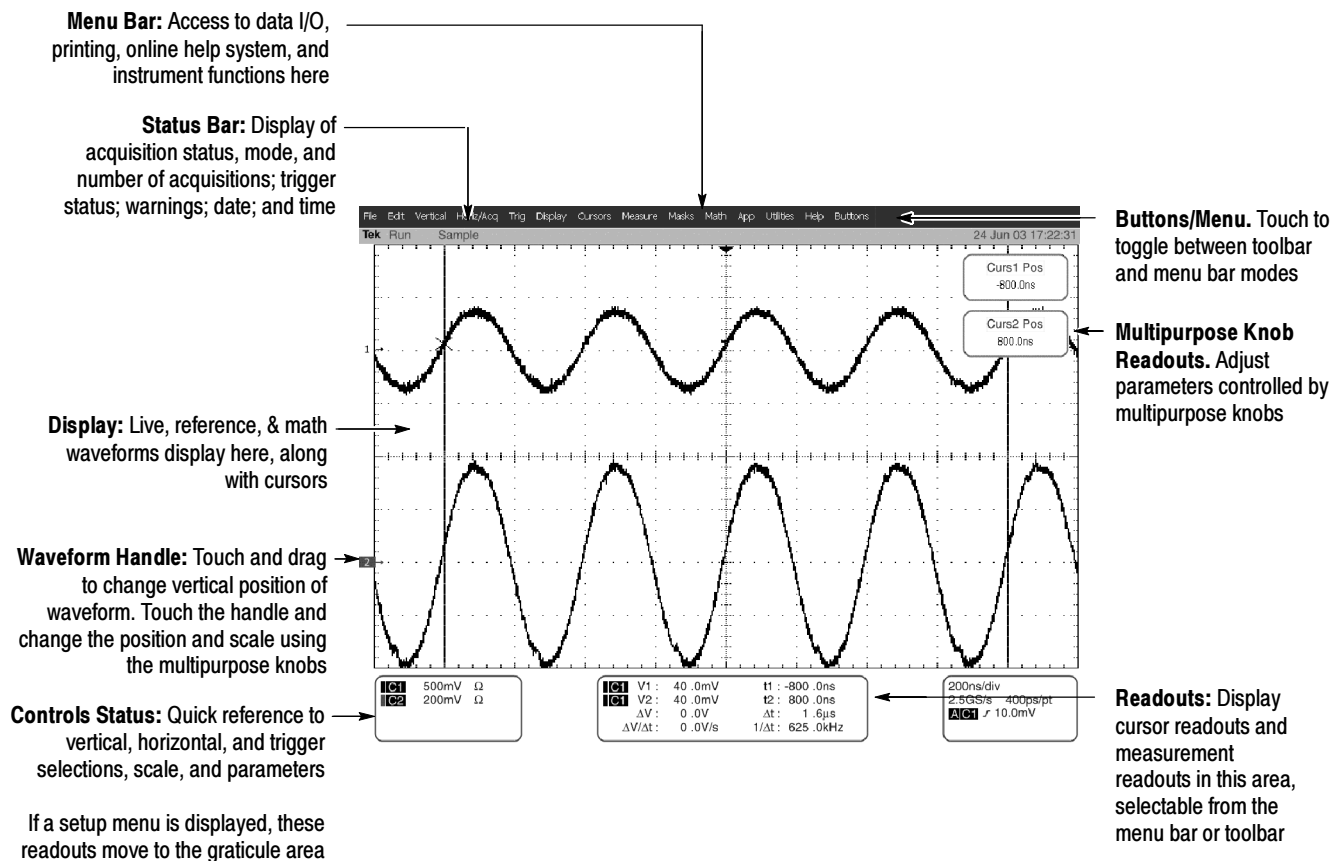 Menu Bar: Access to data I/O,
printing, online help system, and
instrument functions here
Status Bar: Display of
acquisition status, mode, and
number of acquisitions; trigger
status; warnings; date; and time
File Edit Vertical Horiz/Acq Trig Display Cursors Measure Masks Math App Utilities Help Buttons
Tek Run Sample 24 Jun 03 17:22:31
Buttons/Menu. Touch to
toggle between toolbar
and menu bar modes
Curs1 Pos
-800.0ns
Curs2 Pos
800.0ns
Multipurpose Knob
Readouts. Adjust
parameters controlled by
multipurpose knobs
1
Display: Live, reference, & math
waveforms display here, along
with cursors
Waveform Handle: Touch and drag
to change vertical position of
waveform. Touch the handle and
change the position and scale using
the multipurpose knobs
2
Controls Status: Quick reference to
vertical, horizontal, and trigger
selections, scale, and parameters
If a setup menu is displayed, these
readouts move to the graticule area
C1 500mV Ω
C2 200mV Ω
C1 V1 : 40 .0mV t1 : -800 .0ns
C1 V2 : 40 .0mV t2 : 800 .0ns
ΔV : 0 .0V Δt : 1 .6µs
ΔV/Δt : 0 .0V/s 1/Δt : 625 .0kHz
200ns/div
2.5GS/s 400ps/pt
A C1 ƒ 10.0mV
Readouts: Display
cursor readouts and
measurement
readouts in this area,
selectable from the
menu bar or toolbar